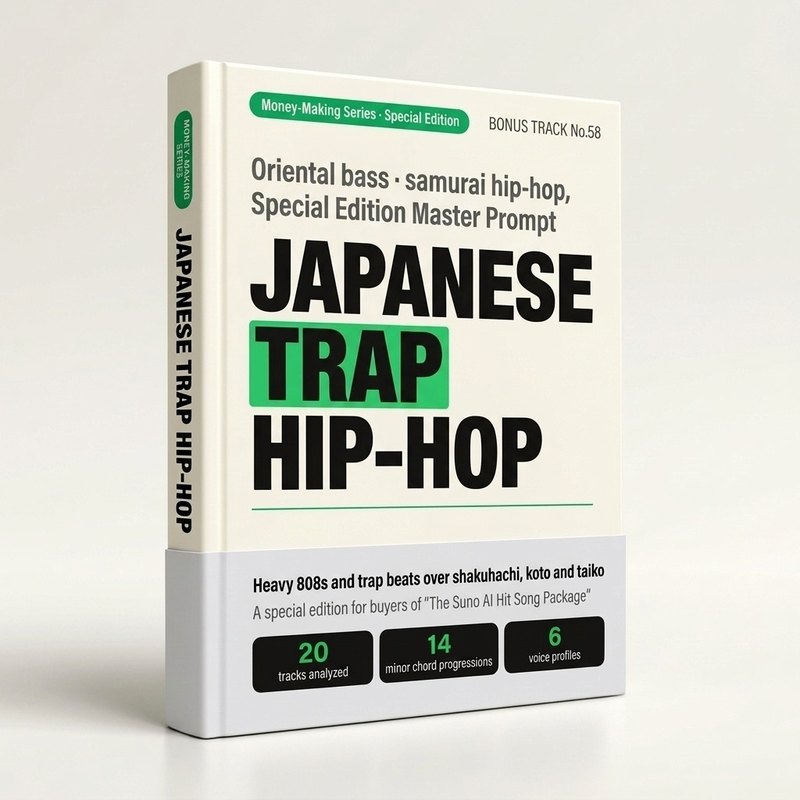 MONEY-MAKING
SERIES
JAPANESE TRAP HIP-HOP
Money-Making Series · Special Edition
BONUS TRACK No.58
Oriental bass · samurai hip-hop,
Special Edition Master Prompt
JAPANESE
TRAP
HIP-HOP
Heavy 808s and trap beats over shakuhachi, koto and taiko
A special edition for buyers of "The Suno AI Hit Song Package"
20
tracks analyzed
14
minor chord progressions
6
voice profiles